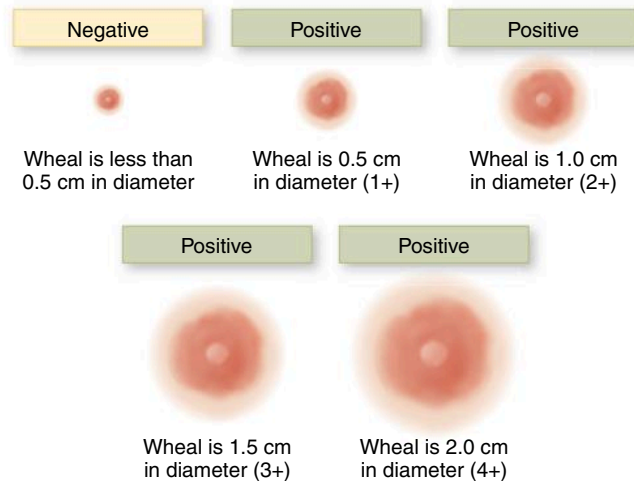 Negative
Positive
Positive
Wheal is less than
0.5 cm in diameter
Wheal is 0.5 cm
in diameter (1+)
Wheal is 1.0 cm
in diameter (2+)
Positive
Positive
Wheal is 1.5 cm
in diameter (3+)
Wheal is 2.0 cm
in diameter (4+)